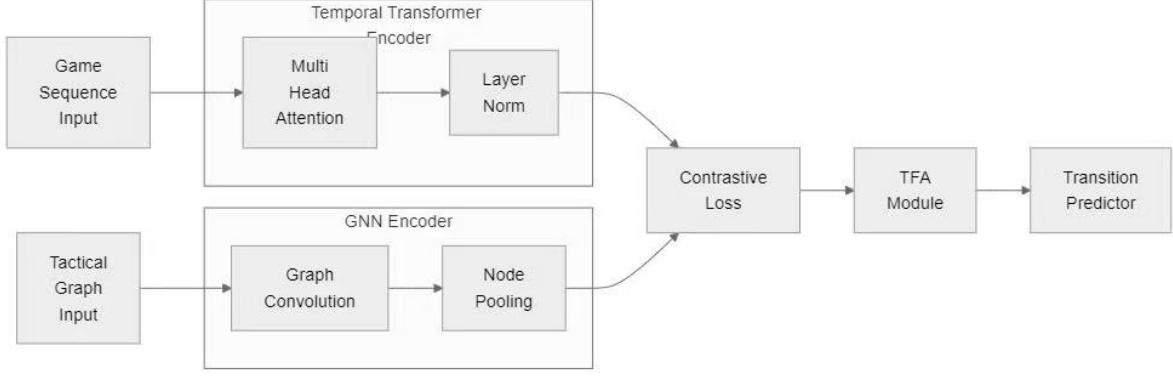 Temporal Transformer
Encoder
Game
Sequence
Input
Multi
Head
Attention
Layer
Norm
Contrastive
Loss
TFA
Module
Transition
Predictor
GNN Encoder
Tactical
Graph
Input
Graph
Convolution
Node
Pooling